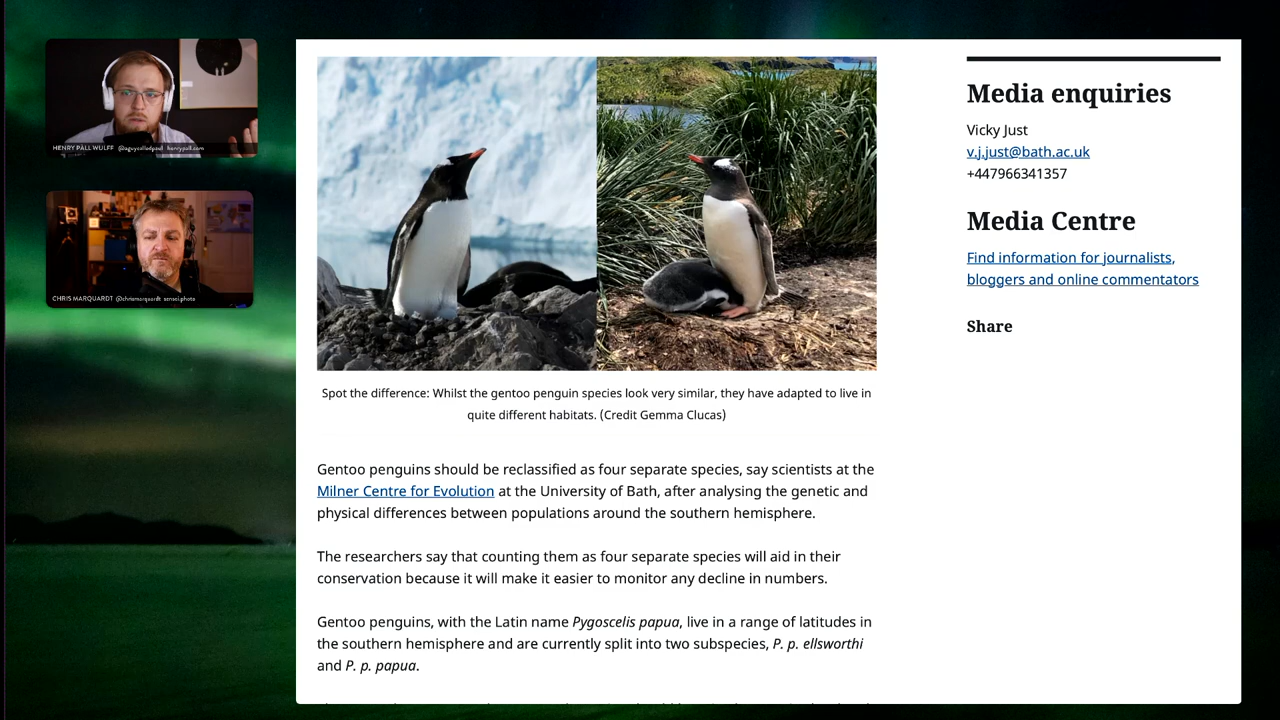 HENRY PÁLL WULFF @aguycalledpaul henrypall.com
CHRIS MARQUARDT @chrismarquardt sensei.photo
Spot the difference: Whilst the gentoo penguin species look very similar, they have adapted to live in
quite different habitats. (Credit Gemma Clucas)
Gentoo penguins should be reclassified as four separate species, say scientists at the
Milner Centre for Evolution at the University of Bath, after analysing the genetic and
physical differences between populations around the southern hemisphere.
The researchers say that counting them as four separate species will aid in their
conservation because it will make it easier to monitor any decline in numbers.
Gentoo penguins, with the Latin name Pygoscelis papua, live in a range of latitudes in
the southern hemisphere and are currently split into two subspecies, P. p. ellsworthi
and P. p. papua.
Media enquiries
Vicky Just
v.j.just@bath.ac.uk
+447966341357
Media Centre
Find information for journalists,
bloggers and online commentators
Share